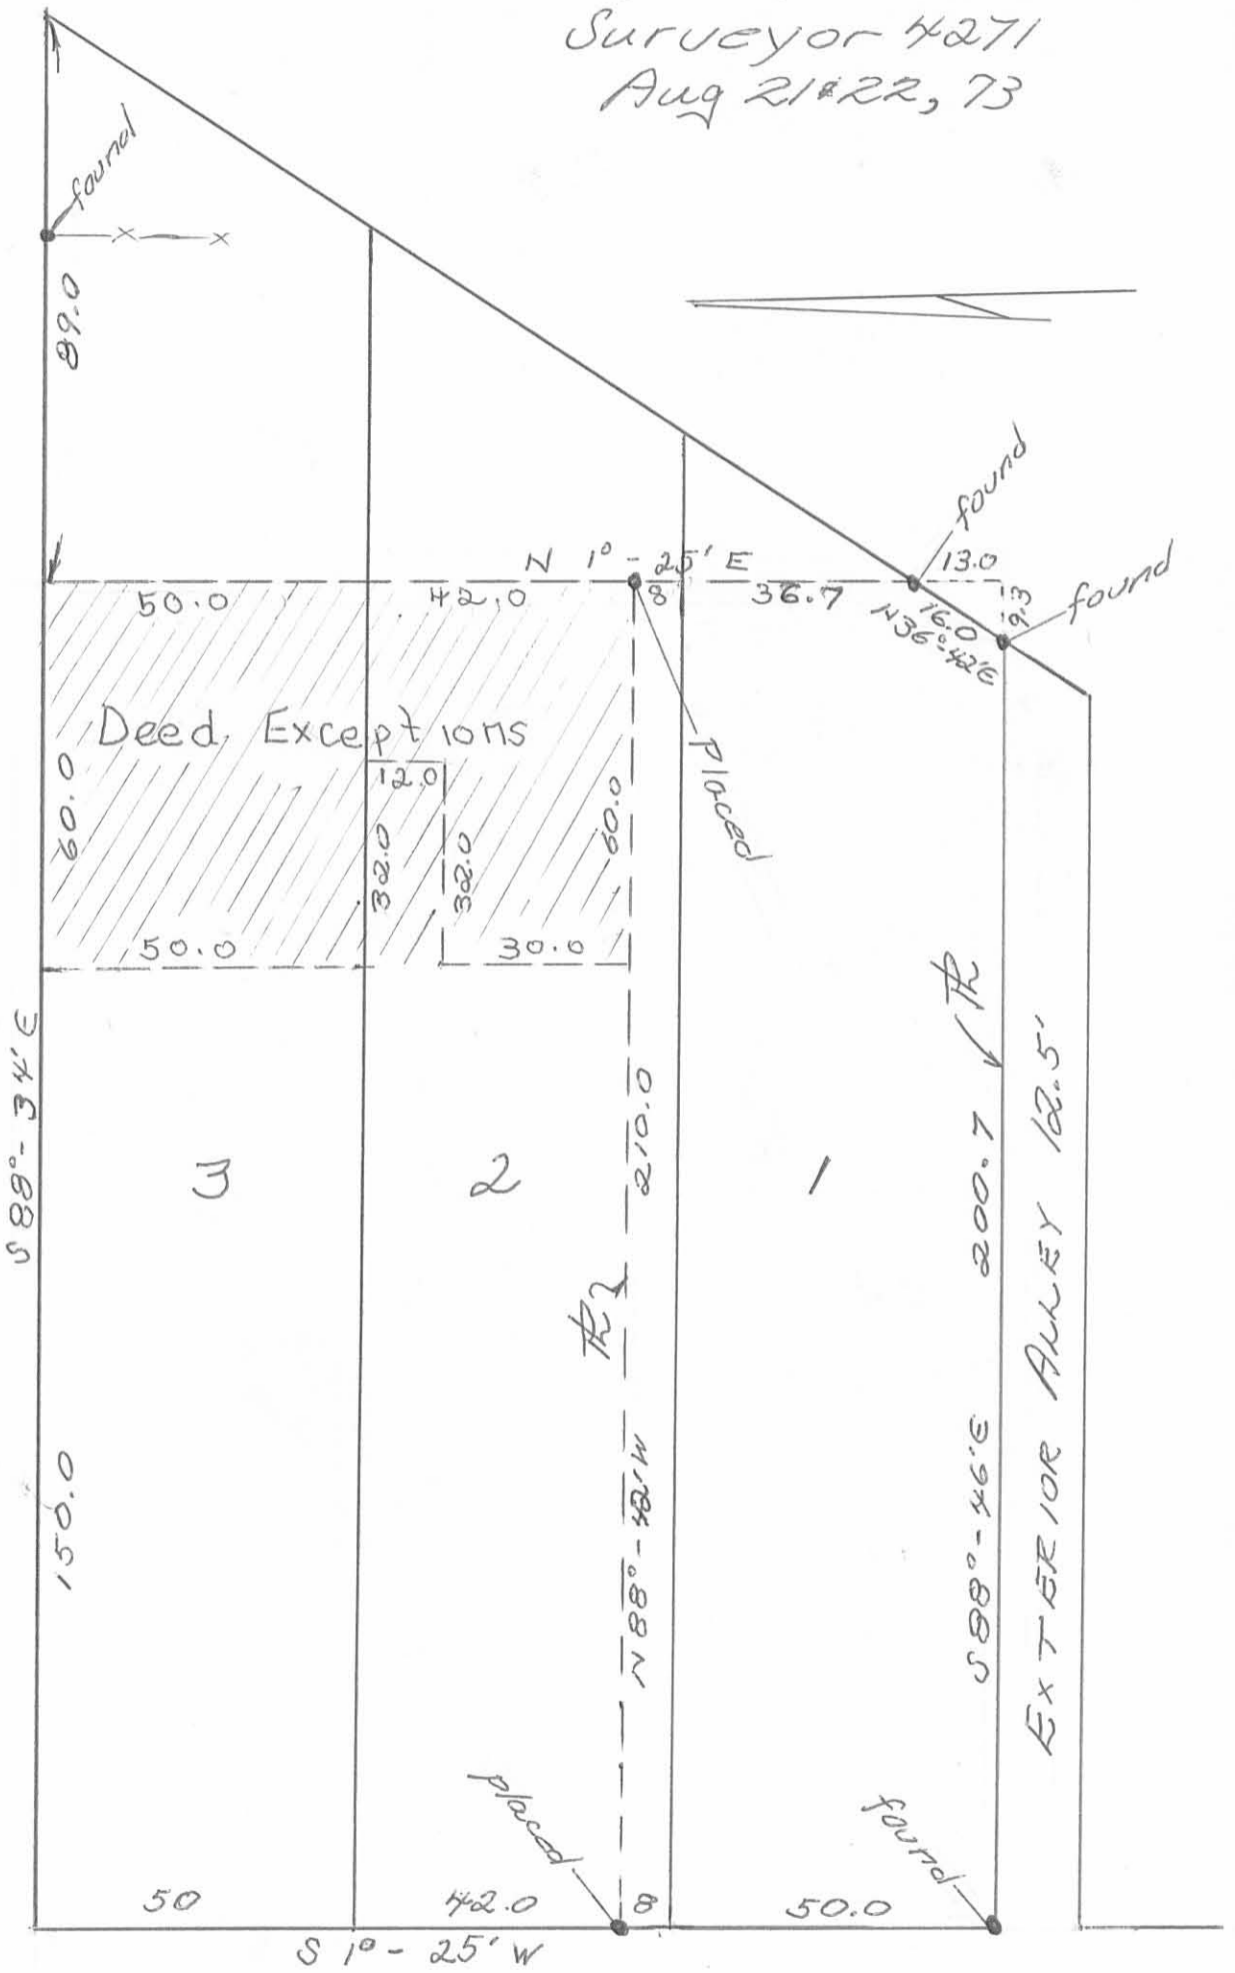 Surveyor 4271
Aug 21&22, 73
found
89.0
found
N 1° - 25' E
13.0
50.0
42.0
8
36.7
9.3
found
16.0
N36°-42'E
Deed Exceptions
placed
12.0
60.0
32.0
32.0
60.0
50.0
30.0
S 88°-34' E
3
2
1
210.0
200.7
EXTERIOR ALLEY 12.5'
150.0
N 88°-42' W
S 88°-46' E
placed
found
50
42.0
8
50.0
S 1° - 25' W